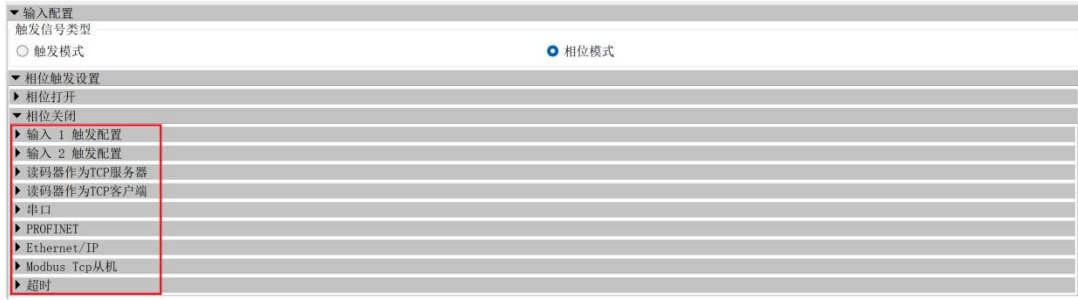 输入配置
触发信号类型
触发模式 相位模式
相位触发设置
相位打开
相位关闭
输入 1 触发配置
输入 2 触发配置
读码器作为TCP服务器
读码器作为TCP客户端
串口
PROFINET
Ethernet/IP
Modbus Tcp从机
超时